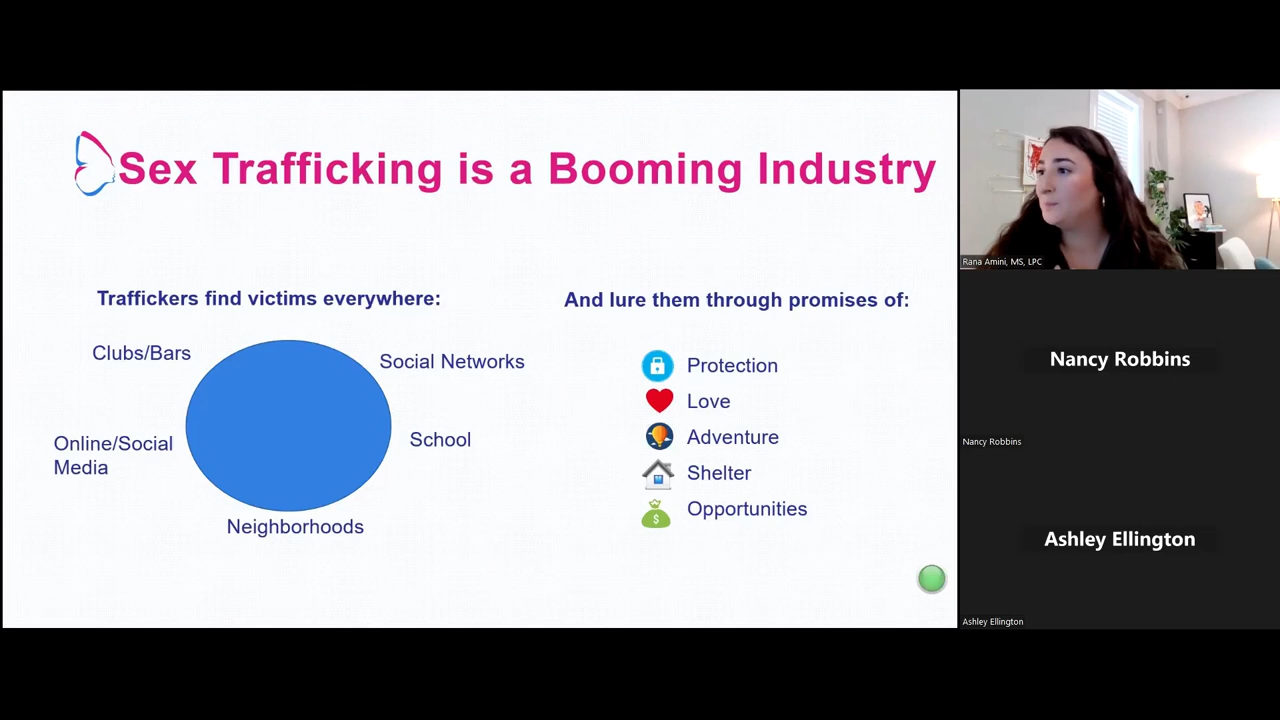 Sex Trafficking is a Booming Industry
Traffickers find victims everywhere:
Clubs/Bars
Social Networks
Online/Social
Media
School
Neighborhoods
And lure them through promises of:
Protection
Love
Adventure
Shelter
Opportunities
$
Rana Amini, MS, LPC
Nancy Robbins
Nancy Robbins
Ashley Ellington
Ashley Ellington